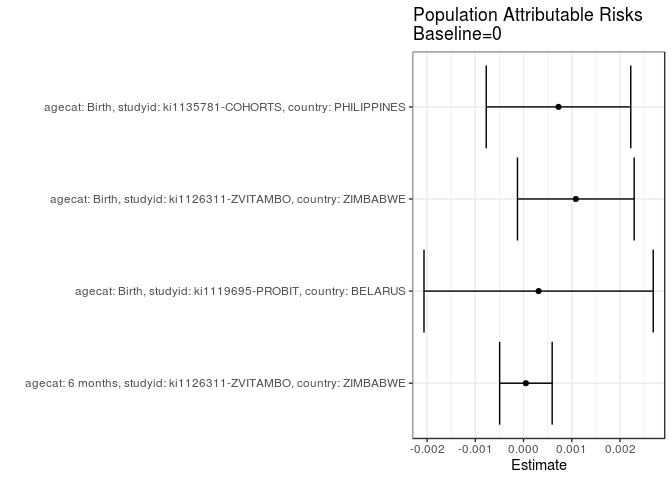 Population Attributable Risks
Baseline=0
agecat: Birth, studyid: ki1135781-COHORTS, country: PHILIPPINES
agecat: Birth, studyid: ki1126311-ZVITAMBO, country: ZIMBABWE
agecat: Birth, studyid: ki1119695-PROBIT, country: BELARUS
agecat: 6 months, studyid: ki1126311-ZVITAMBO, country: ZIMBABWE
-0.002 -0.001 0.000 0.001 0.002
Estimate